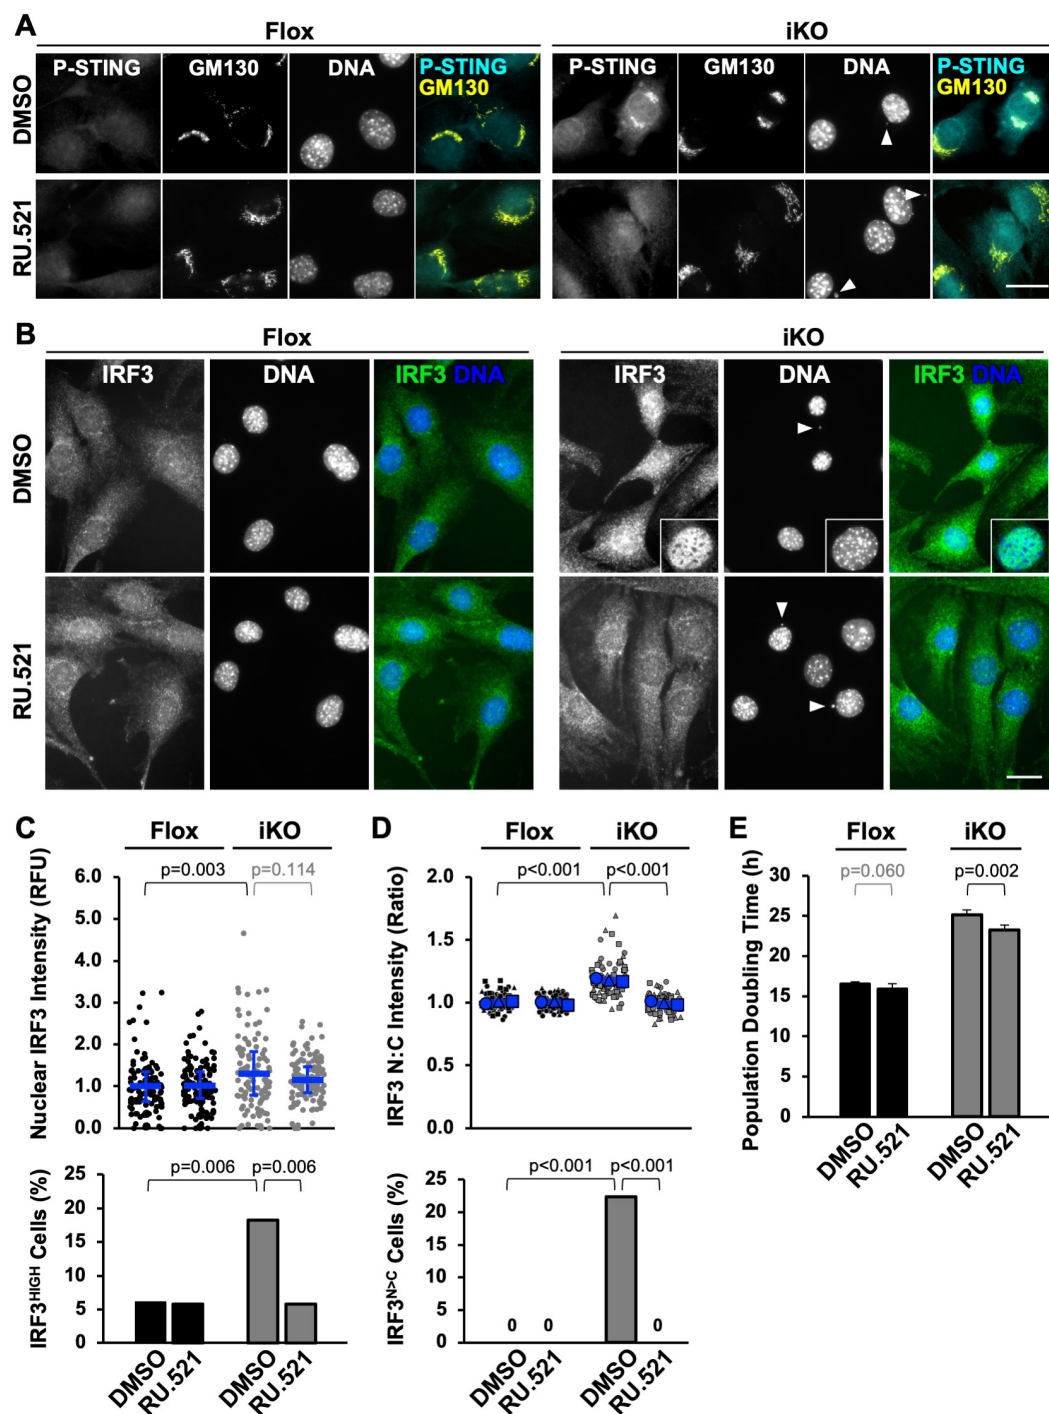 A
Flox
iKO
P-STING GM130 DNA P-STING GM130
P-STING GM130 DNA P-STING GM130
DMSO
RU.521
B
Flox
iKO
IRF3 DNA IRF3 DNA
IRF3 DNA IRF3 DNA
DMSO
RU.521
C
Flox iKO
p=0.003 p=0.114
Nuclear IRF3 Intensity (RFU)
6.0
5.0
4.0
3.0
2.0
1.0
0.0
p=0.006 p=0.006
IRF3HIGH Cells (%)
25
20
15
10
5
0
DMSO RU.521 DMSO RU.521
D
Flox iKO
p<0.001 p<0.001
IRF3 N:C Intensity (Ratio)
2.0
1.5
1.0
0.5
0.0
p<0.001 p<0.001
IRF3N>C Cells (%)
25
20
15
10
5
0
0 0 0
DMSO RU.521 DMSO RU.521
E
Flox iKO
p=0.060 p=0.002
Population Doubling Time (h)
30
25
20
15
10
5
0
DMSO RU.521 DMSO RU.521